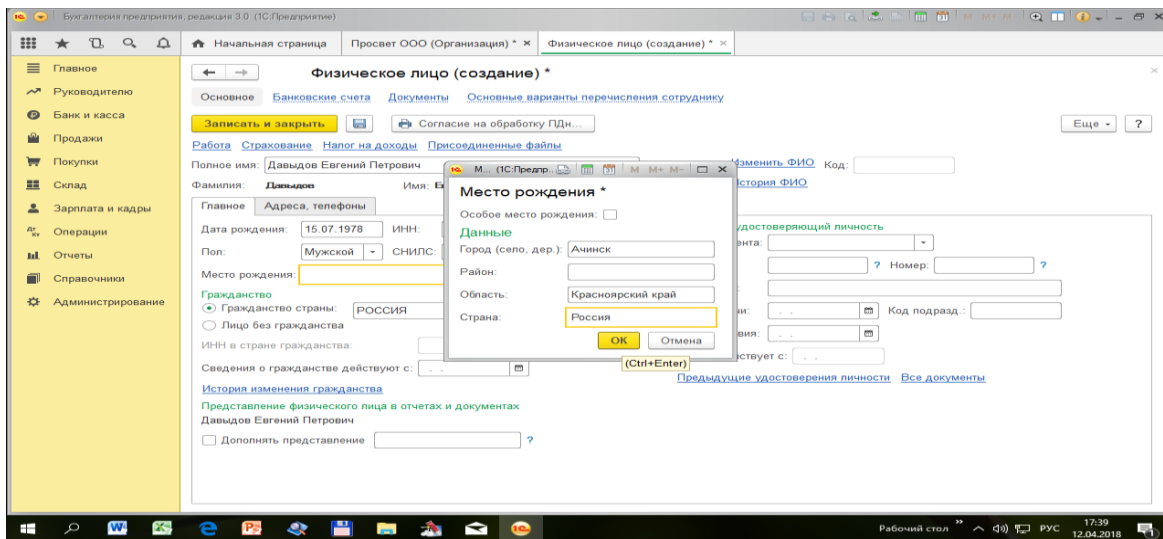 Бухгалтерия предприятия, редакция 3.0 (1С:Предприятие)
M M+ M-
Начальная страница Просвет ООО (Организация) * × Физическое лицо (создание) * ×
Главное
Руководителю
Банк и касса
Продажи
Покупки
Склад
Зарплата и кадры
Операции
Отчеты
Справочники
Администрирование
Физическое лицо (создание) *
Основное Банковские счета Документы Основные варианты перечисления сотруднику
Записать и закрыть Согласие на обработку ПДн... Еще ?
Работа Страхование Налог на доходы Присоединенные файлы
Полное имя: Давыдов Евгений Петрович Изменить ФИО Код:
Фамилия: Давыдов Имя: История ФИО
Главное Адреса, телефоны
Дата рождения: 15.07.1978 ИНН:
Пол: Мужской СНИЛС:
Место рождения:
Гражданство
Гражданство страны: РОССИЯ
Лицо без гражданства
ИНН в стране гражданства:
Сведения о гражданстве действуют с: . .
История изменения гражданства
Представление физического лица в отчетах и документах
Давыдов Евгений Петрович
Дополнять представление ?
М... (1С:Предпр... M M+ M-
Место рождения *
Особое место рождения:
Данные
Город (село, дер.): Ачинск
Район:
Область: Красноярский край
Страна: Россия
ОК Отмена
(Ctrl+Enter)
удостоверяющий личность
ента:
? Номер: ?
. . Код подразд.:
вия: . .
ствует с: . .
Предыдущие удостоверения личности Все документы
Рабочий стол РУС 17:39
12.04.2018